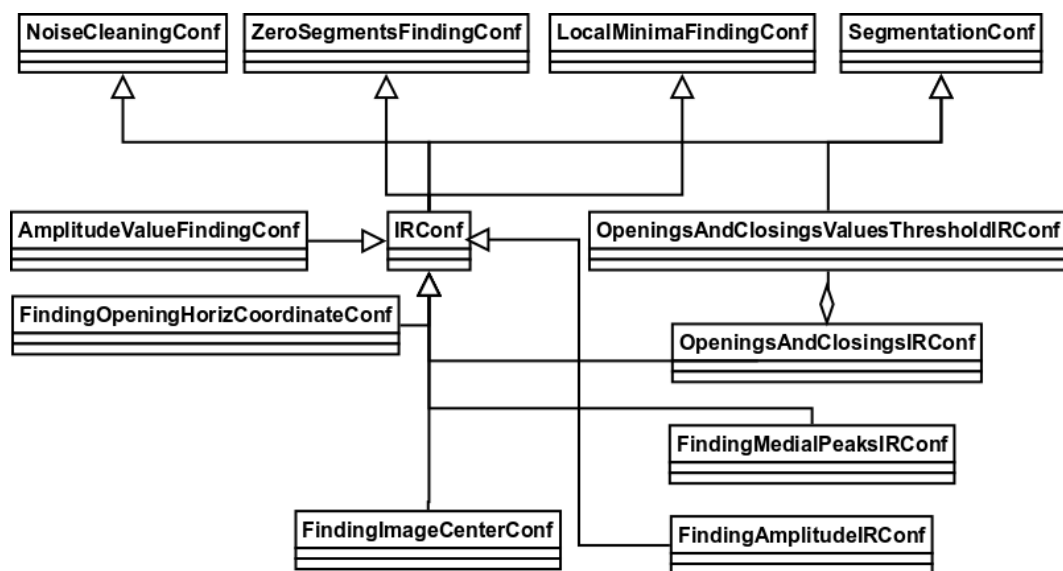 NoiseCleaningConf
ZeroSegmentsFindingConf
LocalMinimaFindingConf
SegmentationConf
AmplitudeValueFindingConf
IRConf
OpeningsAndClosingsValuesThresholdIRConf
FindingOpeningHorizCoordinateConf
OpeningsAndClosingsIRConf
FindingMedialPeaksIRConf
FindingImageCenterConf
FindingAmplitudeIRConf